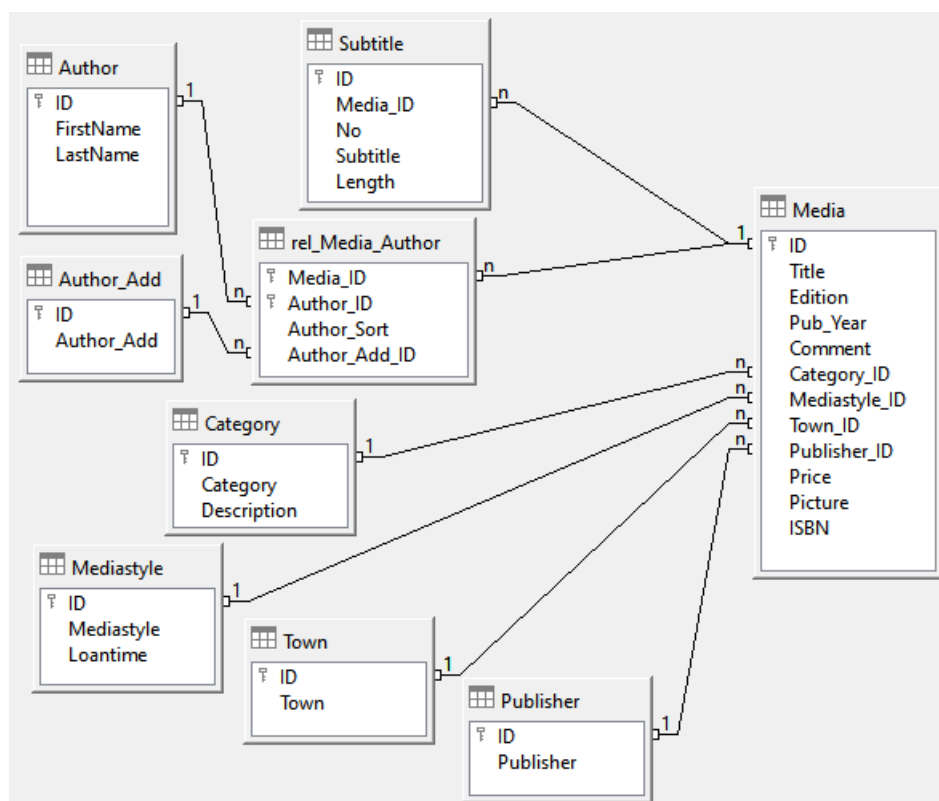 Author
ID
FirstName
LastName
1
Subtitle
ID
Media_ID
No
Subtitle
Length
n
Author_Add
ID
Author_Add
1
rel_Media_Author
Media_ID
Author_ID
Author_Sort
Author_Add_ID
n
n
n
Media
1
ID
Title
Edition
Pub_Year
Comment
Category_ID
Mediastyle_ID
Town_ID
Publisher_ID
Price
Picture
ISBN
n
n
n
n
Category
ID
Category
Description
1
Mediastyle
ID
Mediastyle
Loantime
1
Town
ID
Town
1
Publisher
ID
Publisher
1